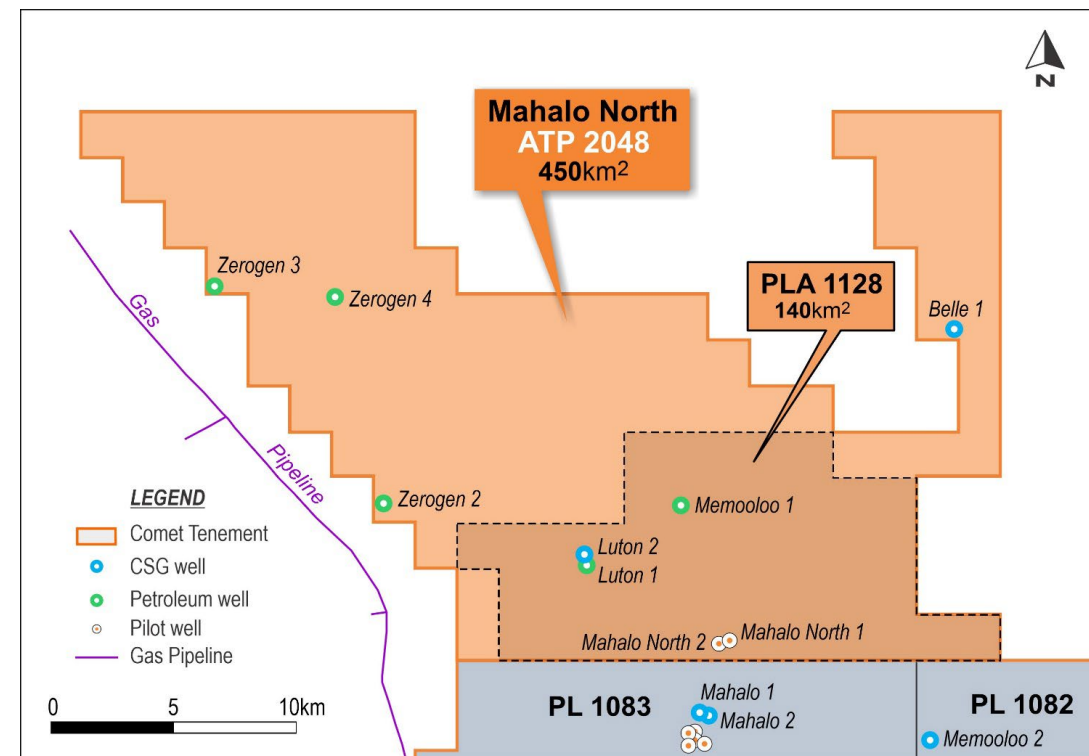 N
Mahalo North
ATP 2048
450km²
Zerogen 3
Zerogen 4
PLA 1128
140km²
Belle 1
Gas
Pipeline
Zerogen 2
Memooloo 1
LEGEND
Comet Tenement
CSG well
Petroleum well
Pilot well
Gas Pipeline
Luton 2
Luton 1
Mahalo North 2
Mahalo North 1
0 5 10km
PL 1083
Mahalo 1
Mahalo 2
PL 1082
Memooloo 2